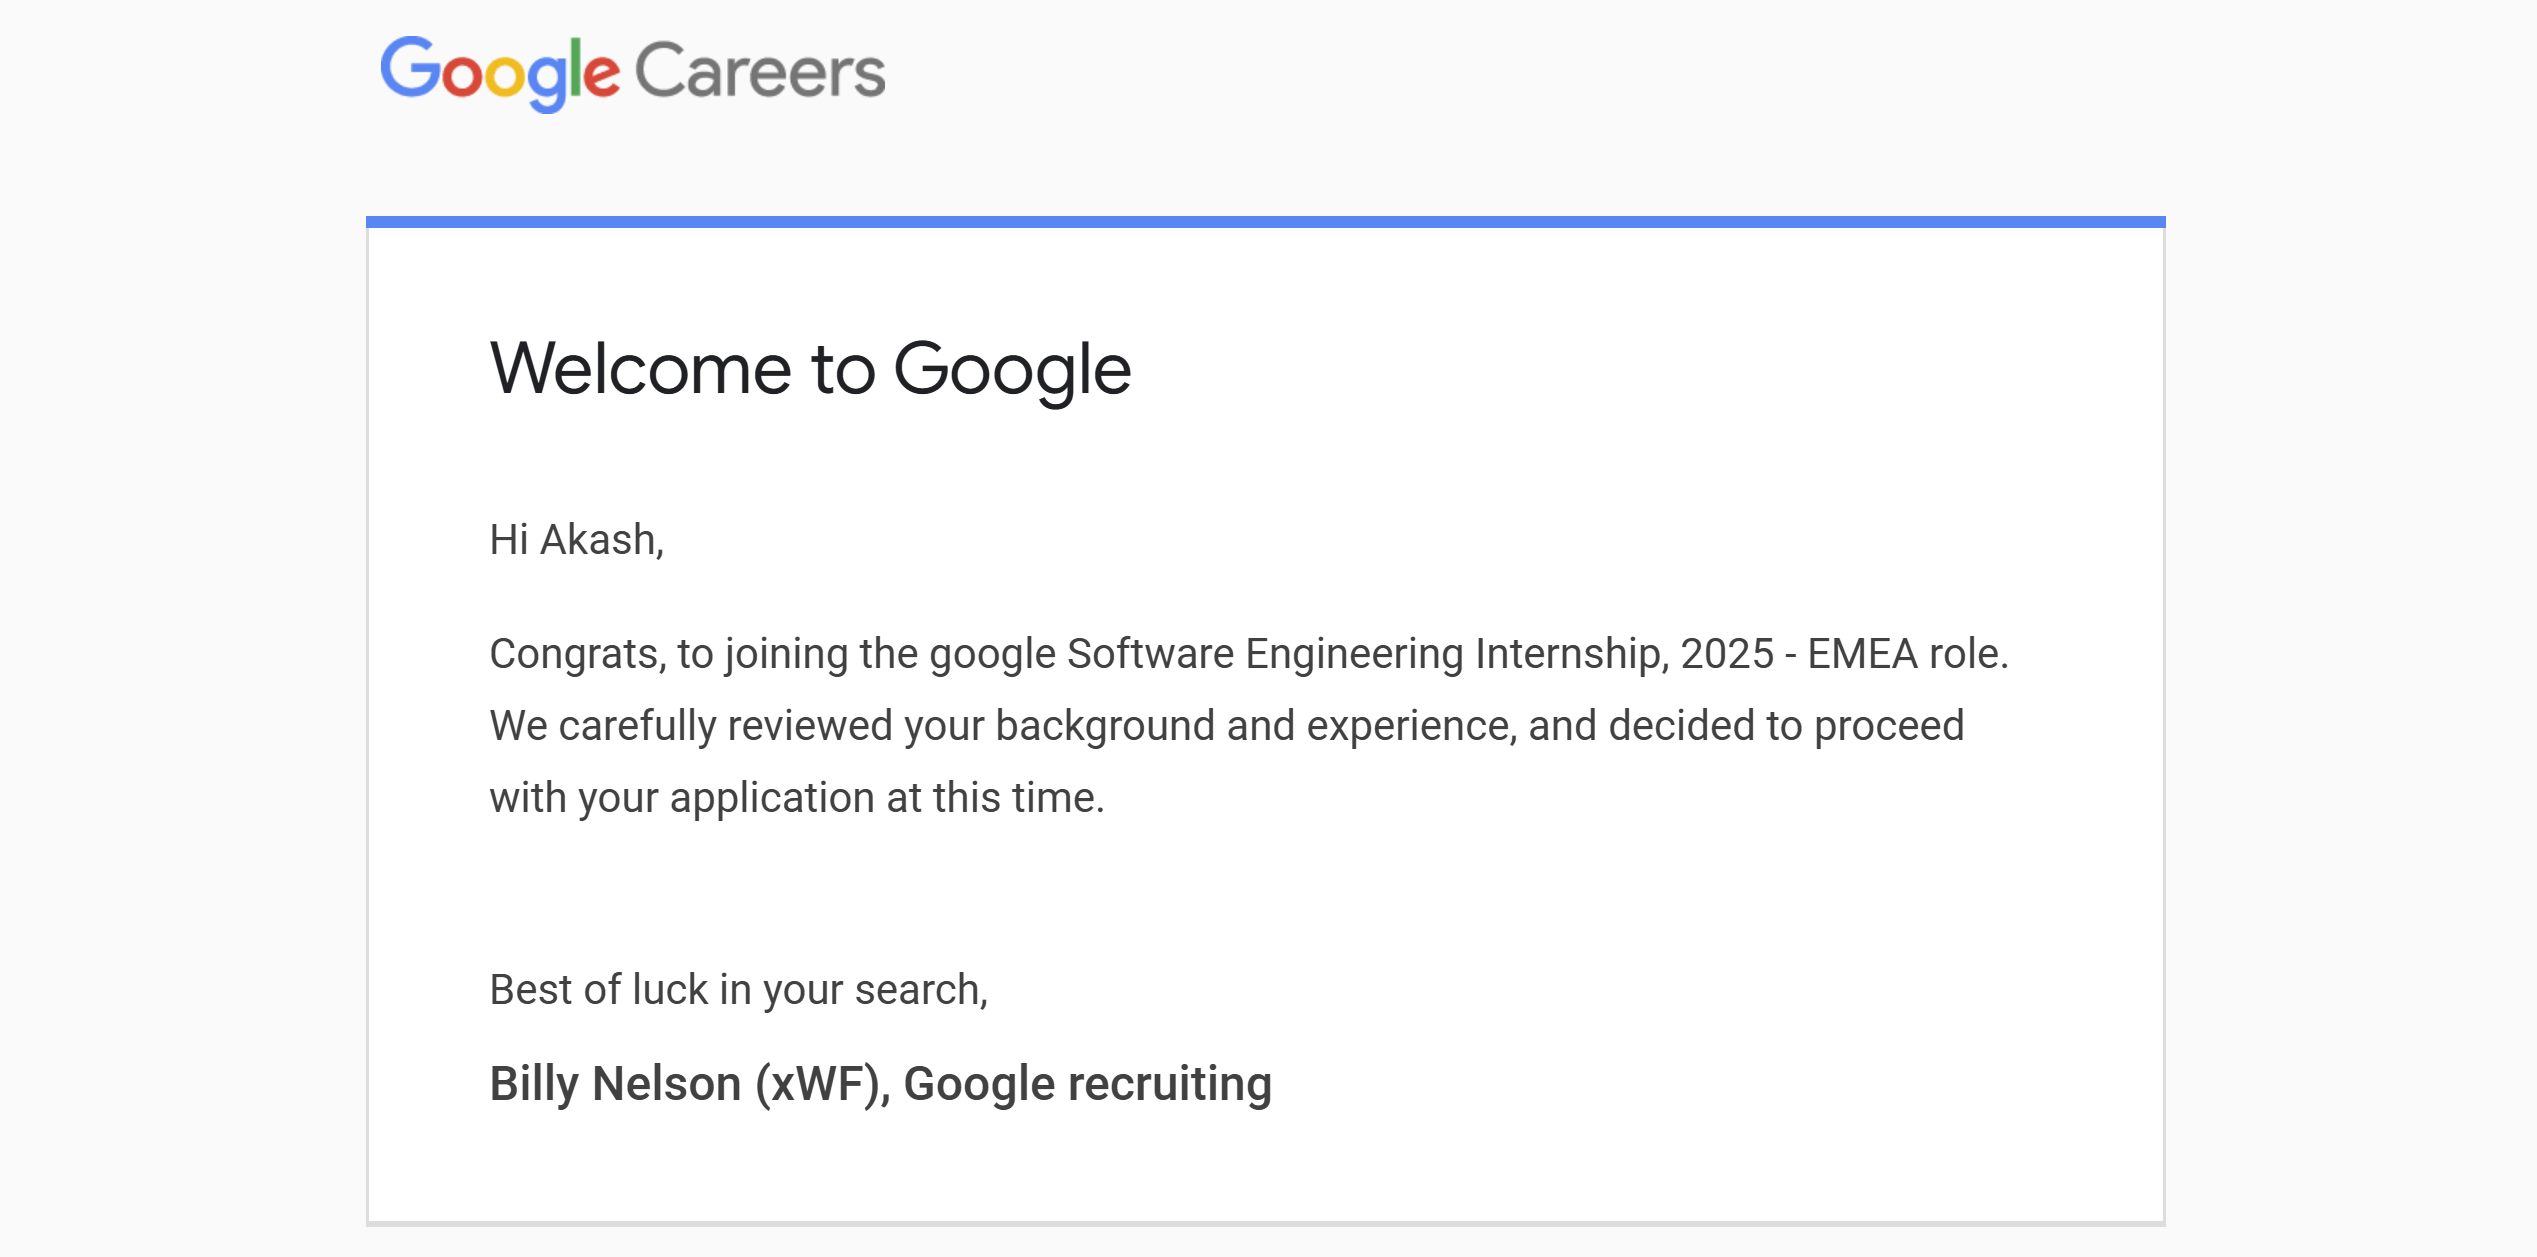 Google Careers
Welcome to Google
Hi Akash,
Congrats, to joining the google Software Engineering Internship, 2025 - EMEA role.
We carefully reviewed your background and experience, and decided to proceed
with your application at this time.
Best of luck in your search,
Billy Nelson (xWF), Google recruiting